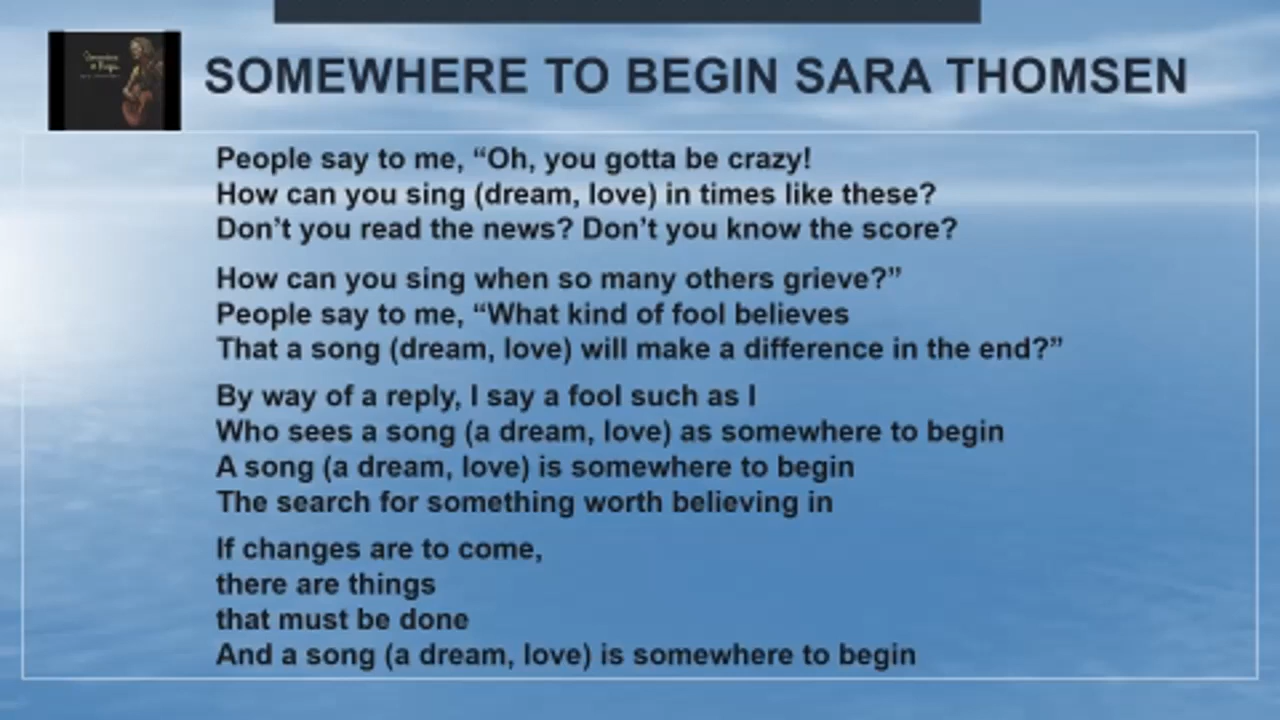 SOMEWHERE TO BEGIN SARA THOMSEN
People say to me, “Oh, you gotta be crazy!
How can you sing (dream, love) in times like these?
Don’t you read the news? Don’t you know the score?
How can you sing when so many others grieve?”
People say to me, “What kind of fool believes
That a song (dream, love) will make a difference in the end?”
By way of a reply, I say a fool such as I
Who sees a song (a dream, love) as somewhere to begin
A song (a dream, love) is somewhere to begin
The search for something worth believing in
If changes are to come,
there are things
that must be done
And a song (a dream, love) is somewhere to begin